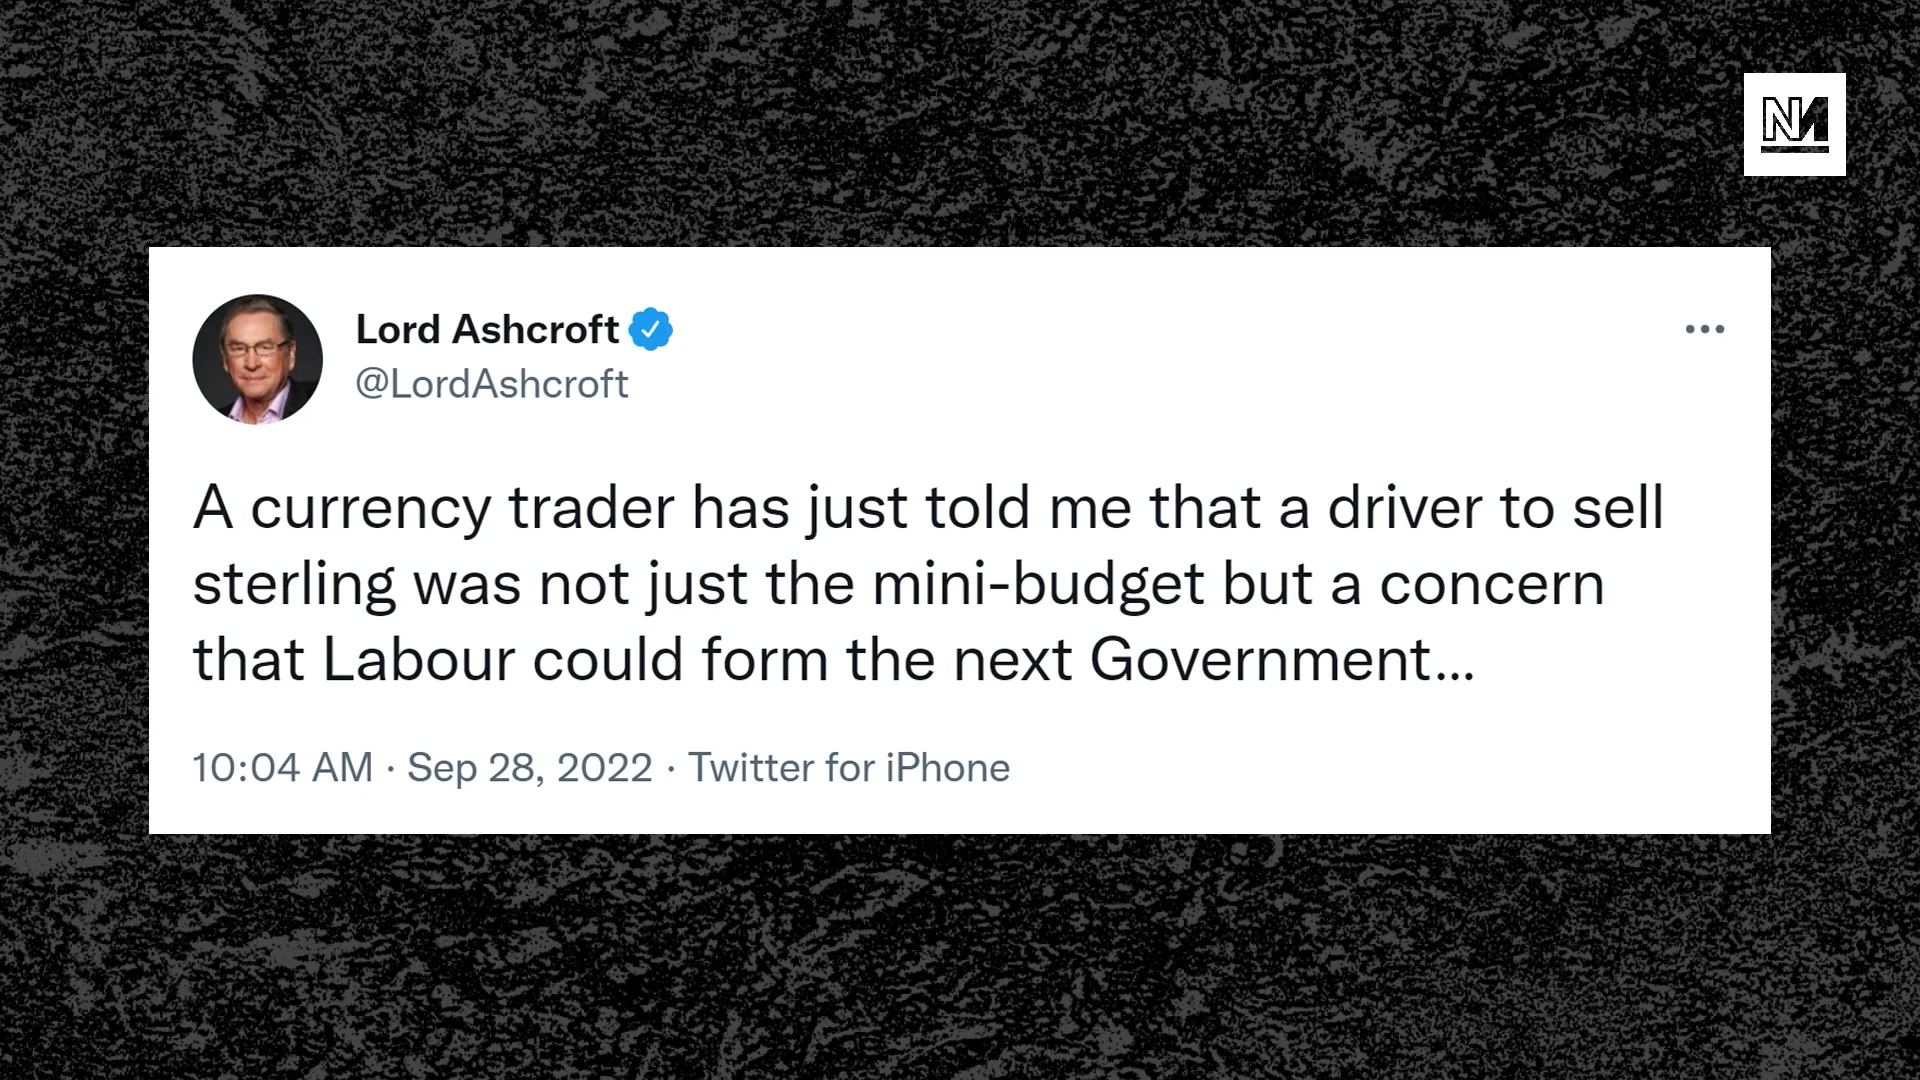 NM
Lord Ashcroft
@LordAshcroft
A currency trader has just told me that a driver to sell
sterling was not just the mini-budget but a concern
that Labour could form the next Government...
10:04 AM · Sep 28, 2022 · Twitter for iPhone